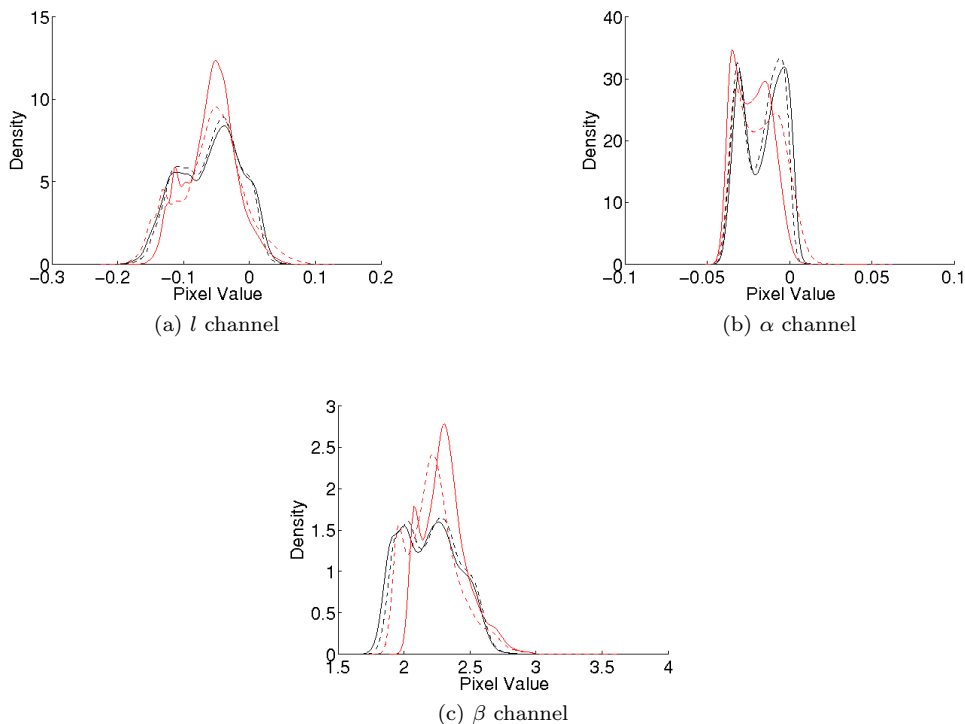 15
10
5
0
Density
−0.3 −0.2 −0.1 0 0.1 0.2
Pixel Value
(a) l channel
40
30
20
10
0
Density
−0.1 −0.05 0 0.05 0.1
Pixel Value
(b) α channel
3
2.5
2
1.5
1
0.5
0
Density
1.5 2 2.5 3 3.5 4
Pixel Value
(c) β channel